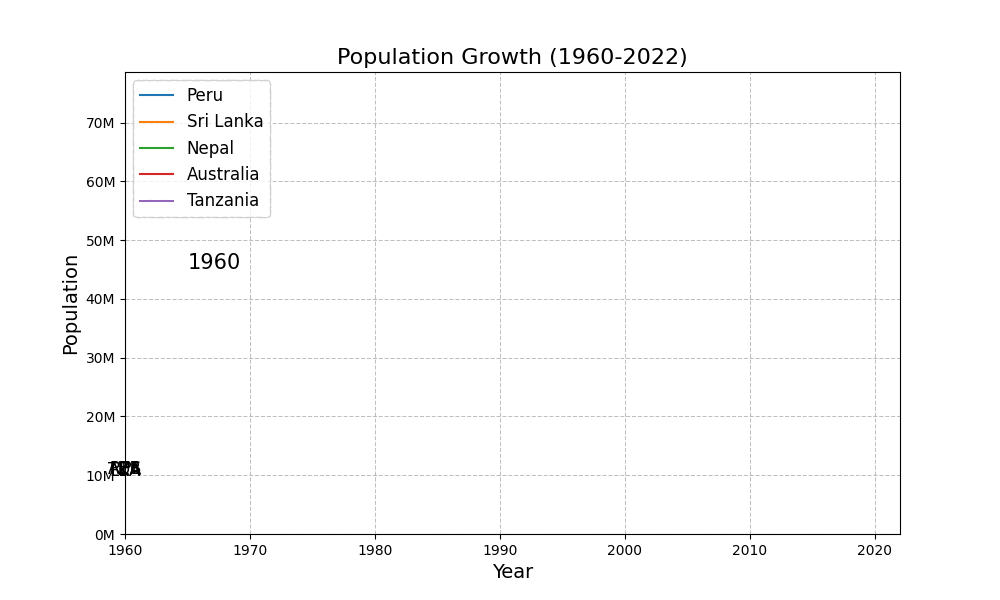 Population Growth (1960-2022)
Peru
Sri Lanka
Nepal
Australia
Tanzania
1960
Population
70M
60M
50M
40M
30M
20M
10M
0M
1960 1970 1980 1990 2000 2010 2020
Year